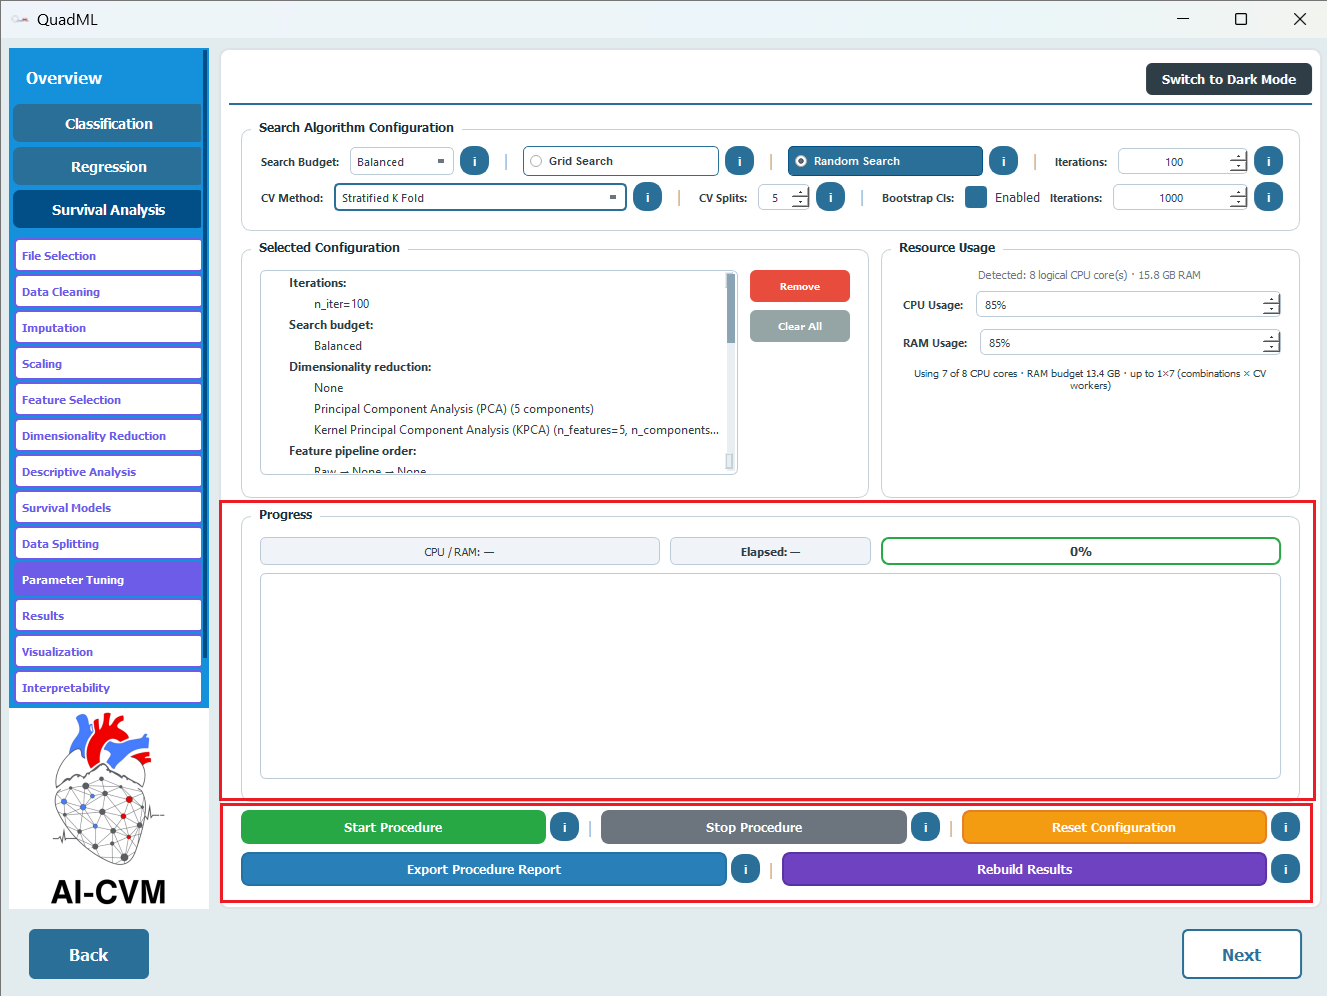 QuadML
Overview
Classification
Regression
Survival Analysis
File Selection
Data Cleaning
Imputation
Scaling
Feature Selection
Dimensionality Reduction
Descriptive Analysis
Survival Models
Data Splitting
Parameter Tuning
Results
Visualization
Interpretability
AI-CVM
Switch to Dark Mode
Search Algorithm Configuration
Search Budget: Balanced i | Grid Search i | Random Search i | Iterations: 100 i
CV Method: Stratified K Fold i | CV Splits: 5 i | Bootstrap CIs: Enabled Iterations: 1000 i
Selected Configuration
Iterations:
n_iter=100
Search budget:
Balanced
Dimensionality reduction:
None
Principal Component Analysis (PCA) (5 components)
Kernel Principal Component Analysis (KPCA) (n_features=5, n_components...
Feature pipeline order:
Raw → None → None
Remove
Clear All
Resource Usage
Detected: 8 logical CPU core(s) · 15.8 GB RAM
CPU Usage: 85%
RAM Usage: 85%
Using 7 of 8 CPU cores · RAM budget 13.4 GB · up to 1×7 (combinations × CV
workers)
Progress
CPU / RAM: —
Elapsed: —
0%
Start Procedure i | Stop Procedure i | Reset Configuration i
Export Procedure Report i | Rebuild Results i
Back
Next